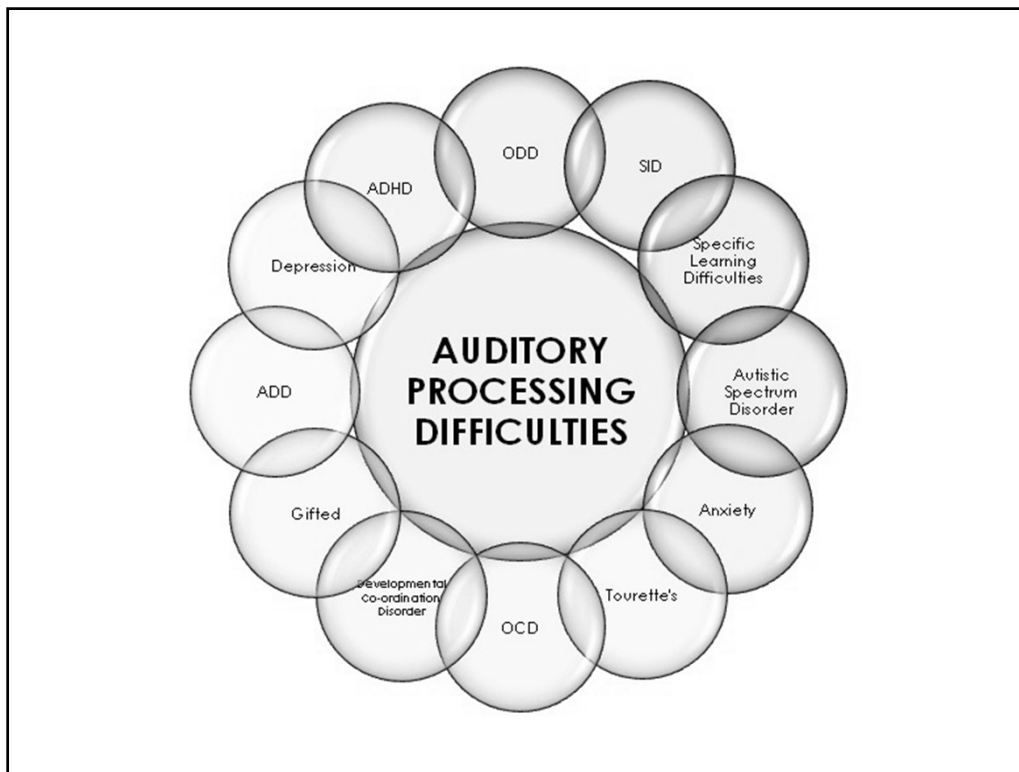 ODD
SID
ADHD
Specific
Learning
Difficulties
Depression
AUDITORY
PROCESSING
DIFFICULTIES
ADD
Autistic
Spectrum
Disorder
Gifted
Anxiety
Developmental
Co-ordination
Disorder
OCD
Tourette's